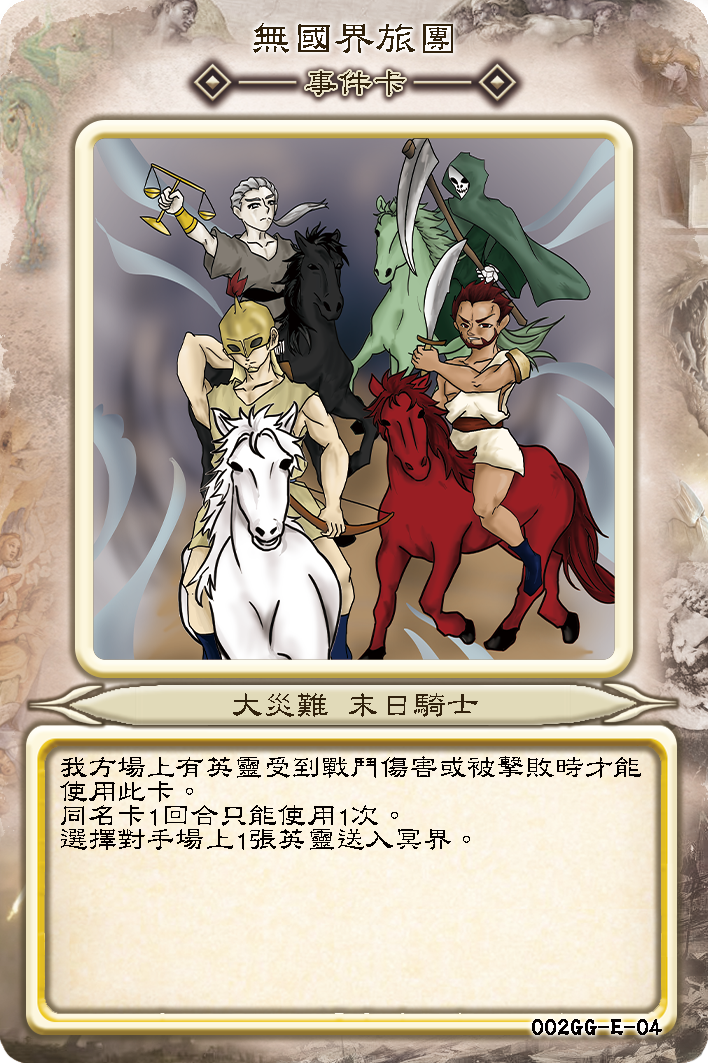 無國界旅團
事件卡
大災難 末日騎士
我方場上有英靈受到戰鬥傷害或被擊敗時才能
使用此卡。
同名卡1回合只能使用1次。
選擇對手場上1張英靈送入冥界。
002GG-E-04